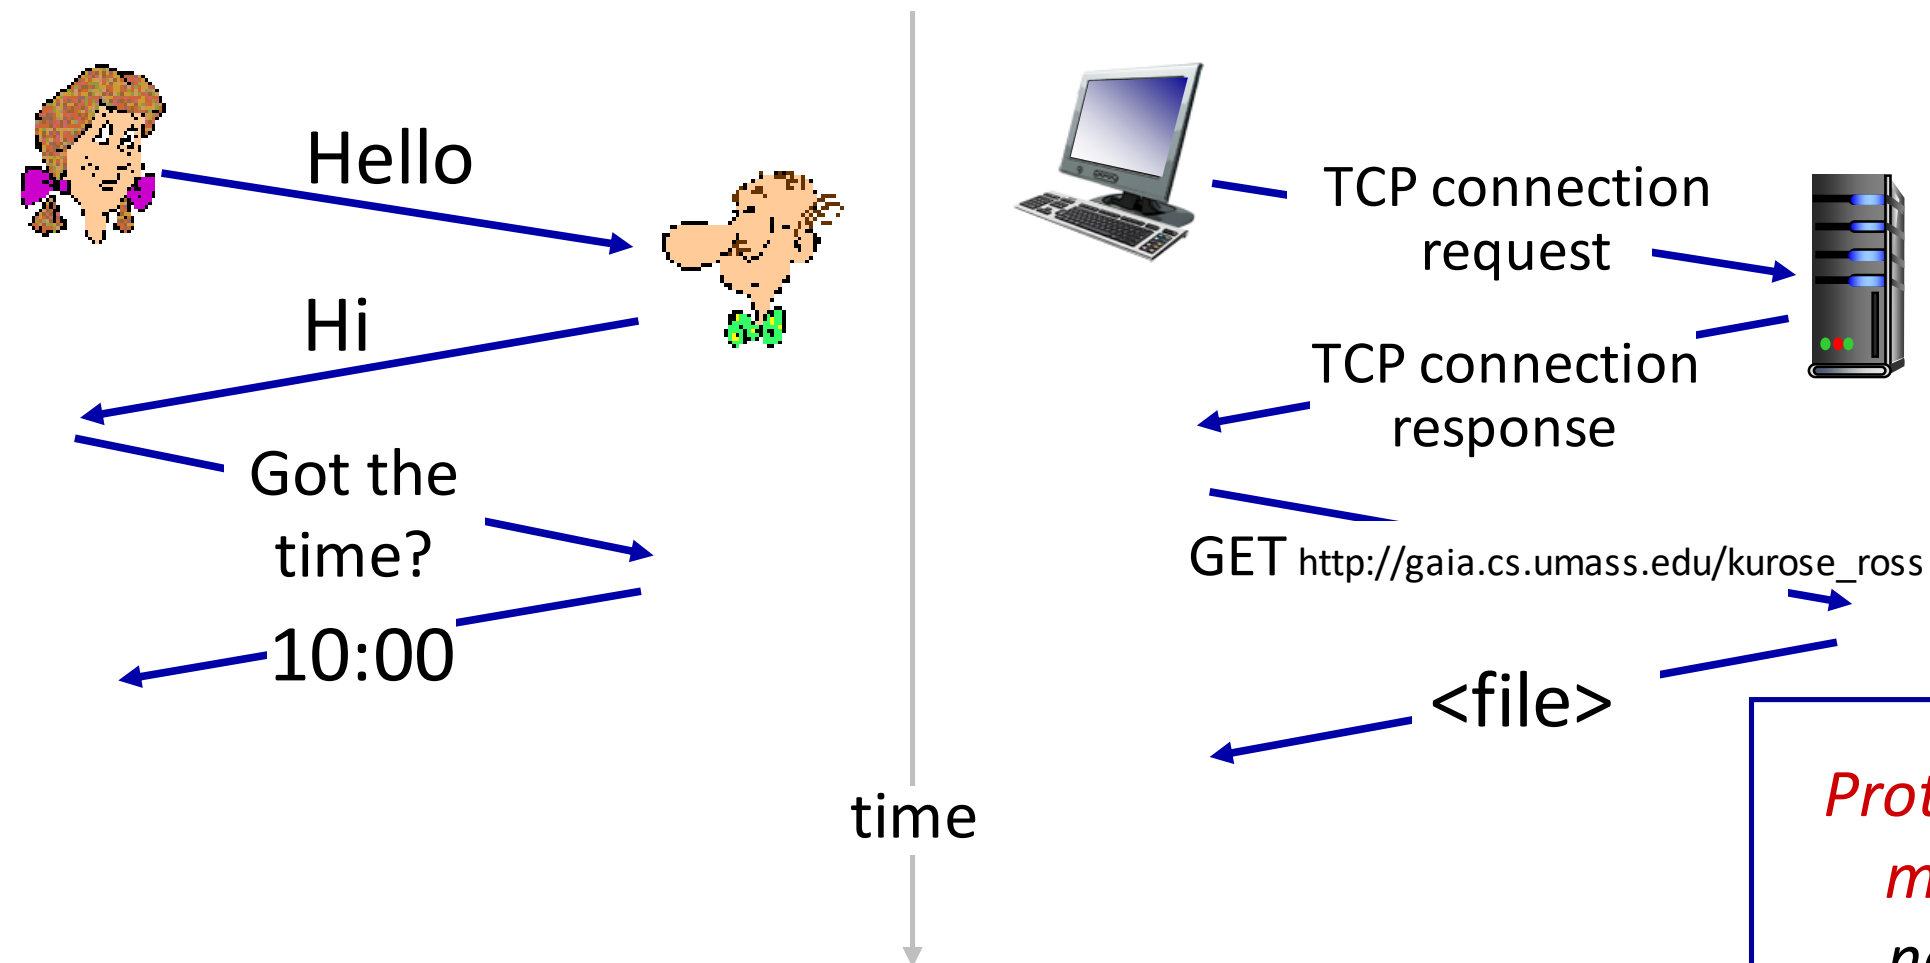 Hello
Hi
Got the
time?
10:00
time
TCP connection
request
TCP connection
response
GET http://gaia.cs.umass.edu/kurose_ross
<file>